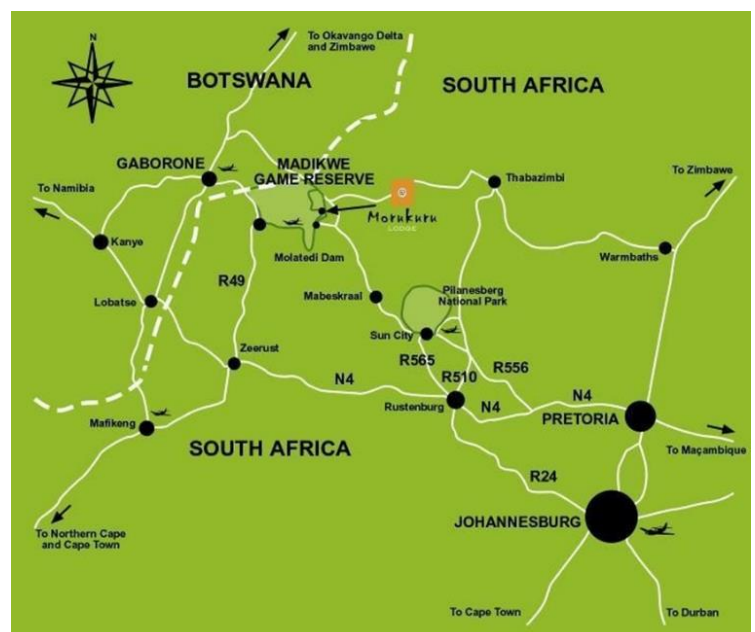 N
To Okavango Delta
and Zimbawe
BOTSWANA
SOUTH AFRICA
GABORONE
MADIKWE
GAME RESERVE
To Zimbawe
Thabazimbi
To Namibia
Morukuru
LODGE
Kanye
Molatedi Dam
Warmbaths
R49
Pilanesberg
National Park
Mabeskraal
Lobatse
Sun City
Zeerust
R565
R510
R556
N4
N4
Rustenburg
N4
PRETORIA
Mafikeng
SOUTH AFRICA
To Maçambique
R24
JOHANNESBURG
To Northern Cape
and Cape Town
To Cape Town
To Durban